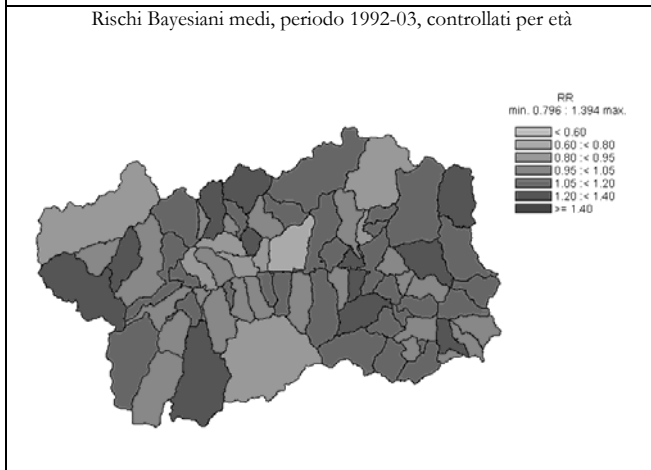 Rischi Bayesiani medi, periodo 1992-03, controllati per età
RR
min. 0.796 : 1.394 max.
< 0.60
0.60 :< 0.80
0.80 :< 0.95
0.95 :< 1.05
1.05 :< 1.20
1.20 :< 1.40
>= 1.40